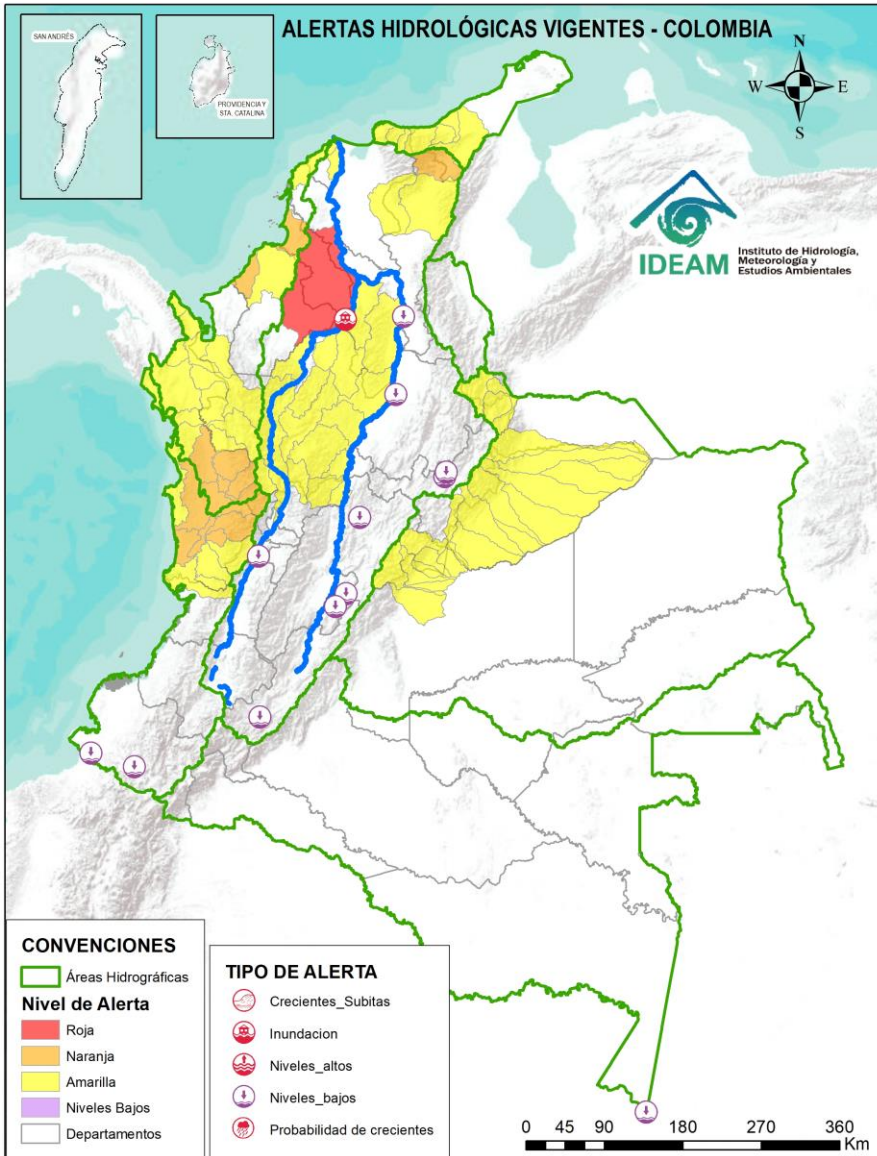 ALERTAS HIDROLÓGICAS VIGENTES - COLOMBIA
SAN ANDRÉS
PROVIDENCIA Y
STA. CATALINA
N
W
E
S
IDEAM
Instituto de Hidrología,
Meteorología y
Estudios Ambientales
CONVENCIONES
Áreas Hidrográficas
Nivel de Alerta
Roja
Naranja
Amarilla
Niveles Bajos
Departamentos
TIPO DE ALERTA
Crecientes_Subitas
Inundacion
Niveles_altos
Niveles_bajos
Probabilidad de crecientes
0 45 90 180 270 360
Km